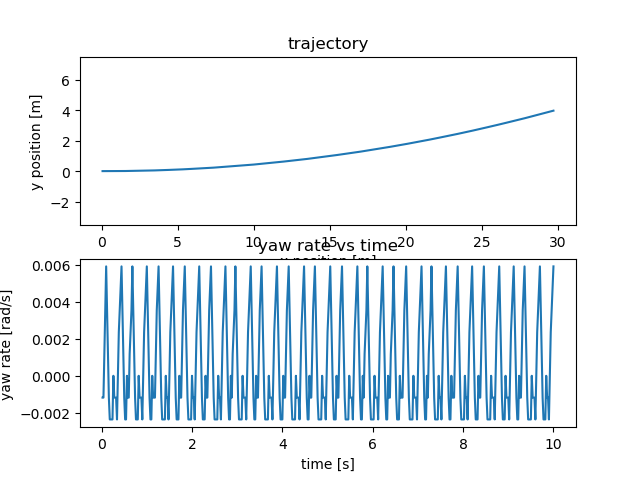 trajectory
6
4
2
0
−2
y position [m]
0 5 10 15 20 25 30
x position [m]
yaw rate vs time
0.006
0.004
0.002
0.000
−0.002
yaw rate [rad/s]
0 2 4 6 8 10
time [s]